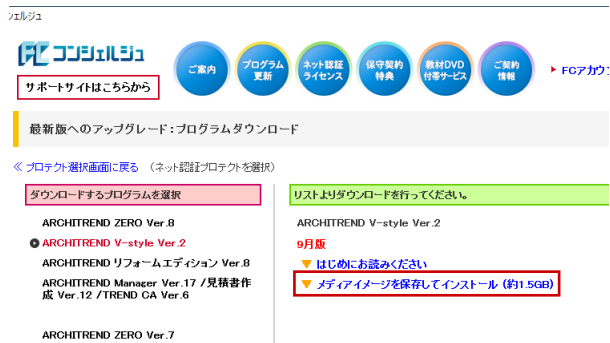 ンェルジュ
FCコンシェルジュ
サポートサイトはこちらから
ご案内
プログラム
更新
ネット認証
ライセンス
保守契約
特典
教材DVD
付帯サービス
ご契約
情報
FCアカウ
最新版へのアップグレード：プログラムダウンロード
≪ プロテクト選択画面に戻る （ネット認証プロテクトを選択）
ダウンロードするプログラムを選択
ARCHITREND ZERO Ver.8
ARCHITREND V-style Ver.2
ARCHITREND リフォームエディション Ver.8
ARCHITREND Manager Ver.17 /見積書作
成 Ver.12 /TREND CA Ver.6
ARCHITREND ZERO Ver.7
リストよりダウンロードを行ってください。
ARCHITREND V-style Ver.2
9月版
▼ はじめにお読みください
▼ メディアイメージを保存してインストール (約1.5GB)